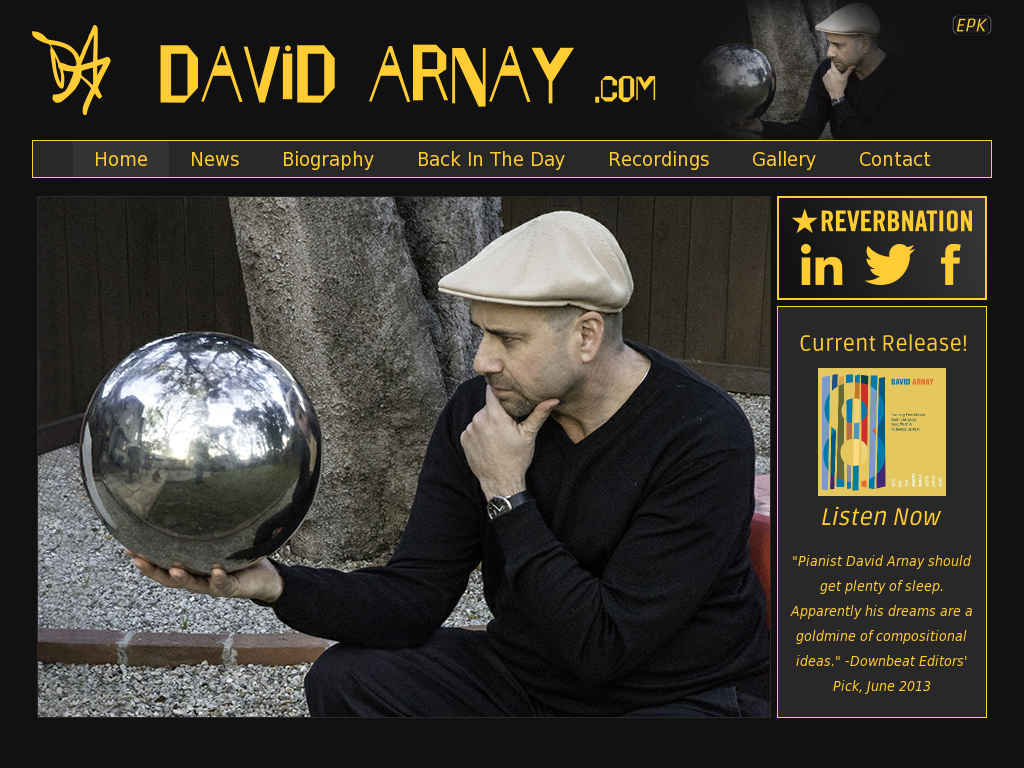 DAViD ARNAY .COM
EPK
Home News Biography Back In The Day Recordings Gallery Contact
REVERBNATION
in f
Current Release!
DAVID ARNAY
8
Listen Now
"Pianist David Arnay should
get plenty of sleep.
Apparently his dreams are a
goldmine of compositional
ideas." -Downbeat Editors'
Pick, June 2013